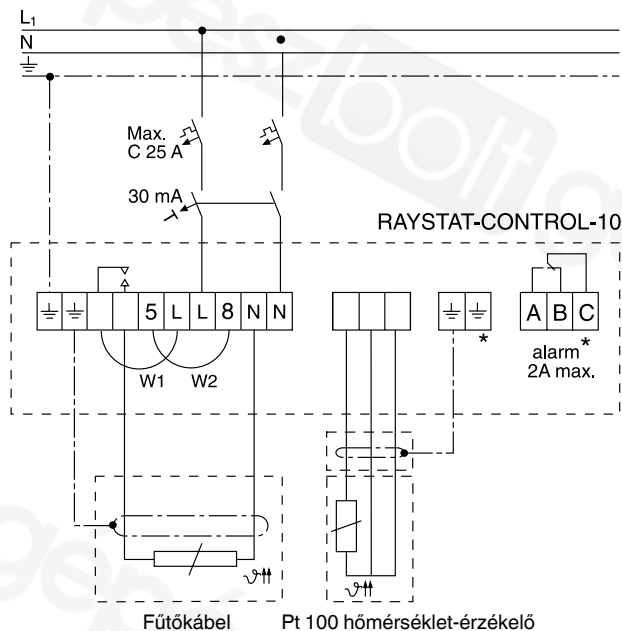 L₁
N
Max.
C 25 A
30 mA
RAYSTAT-CONTROL-10
5 L L 8 N N
A B C
*
alarm *
2A max.
W1 W2
Fűtőkábel
Pt 100 hőmérséklet-érzékelő